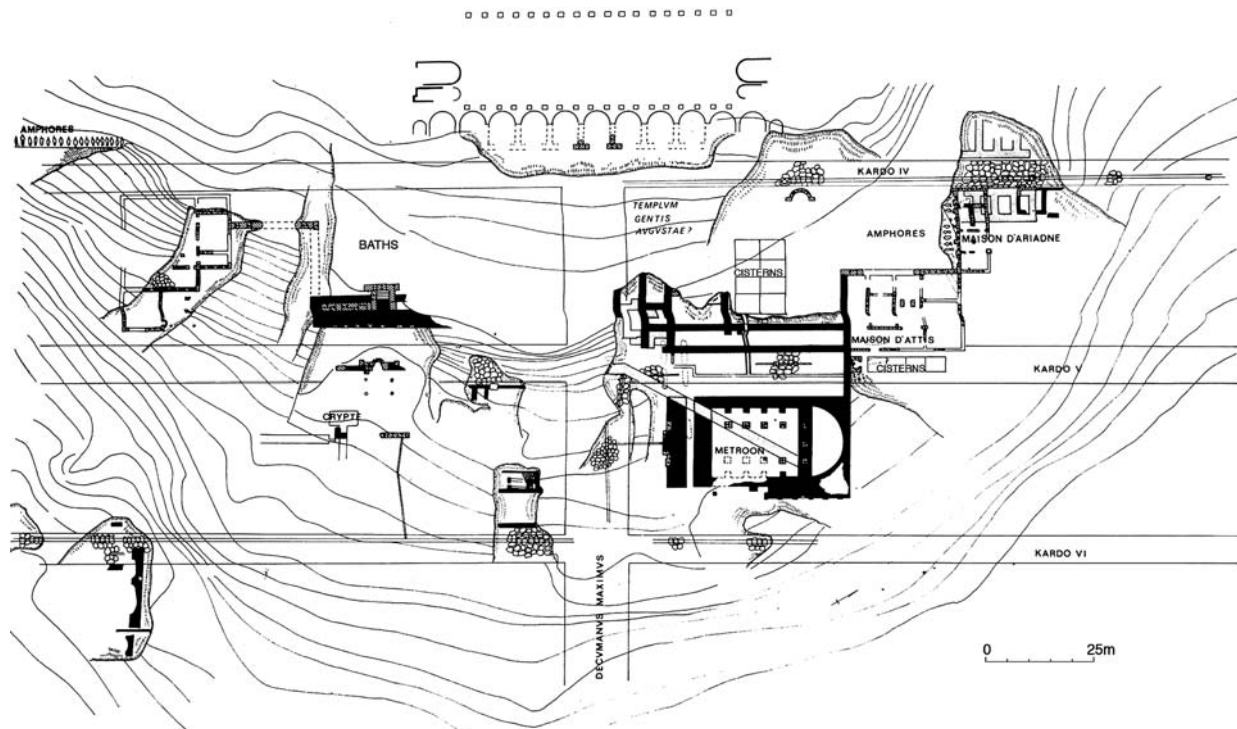 AMPHORES
KARDO IV
TEMPLVM
GENTIS
AVGVSTAE?
AMPHORES
MAISON D'ARIADNE
BATHS
CISTERNS
MAISON D'ATTIS
CISTERNS
KARDO V
CRYPTE
METROON
KARDO VI
DECVMANVS MAXIMVS
0 25m